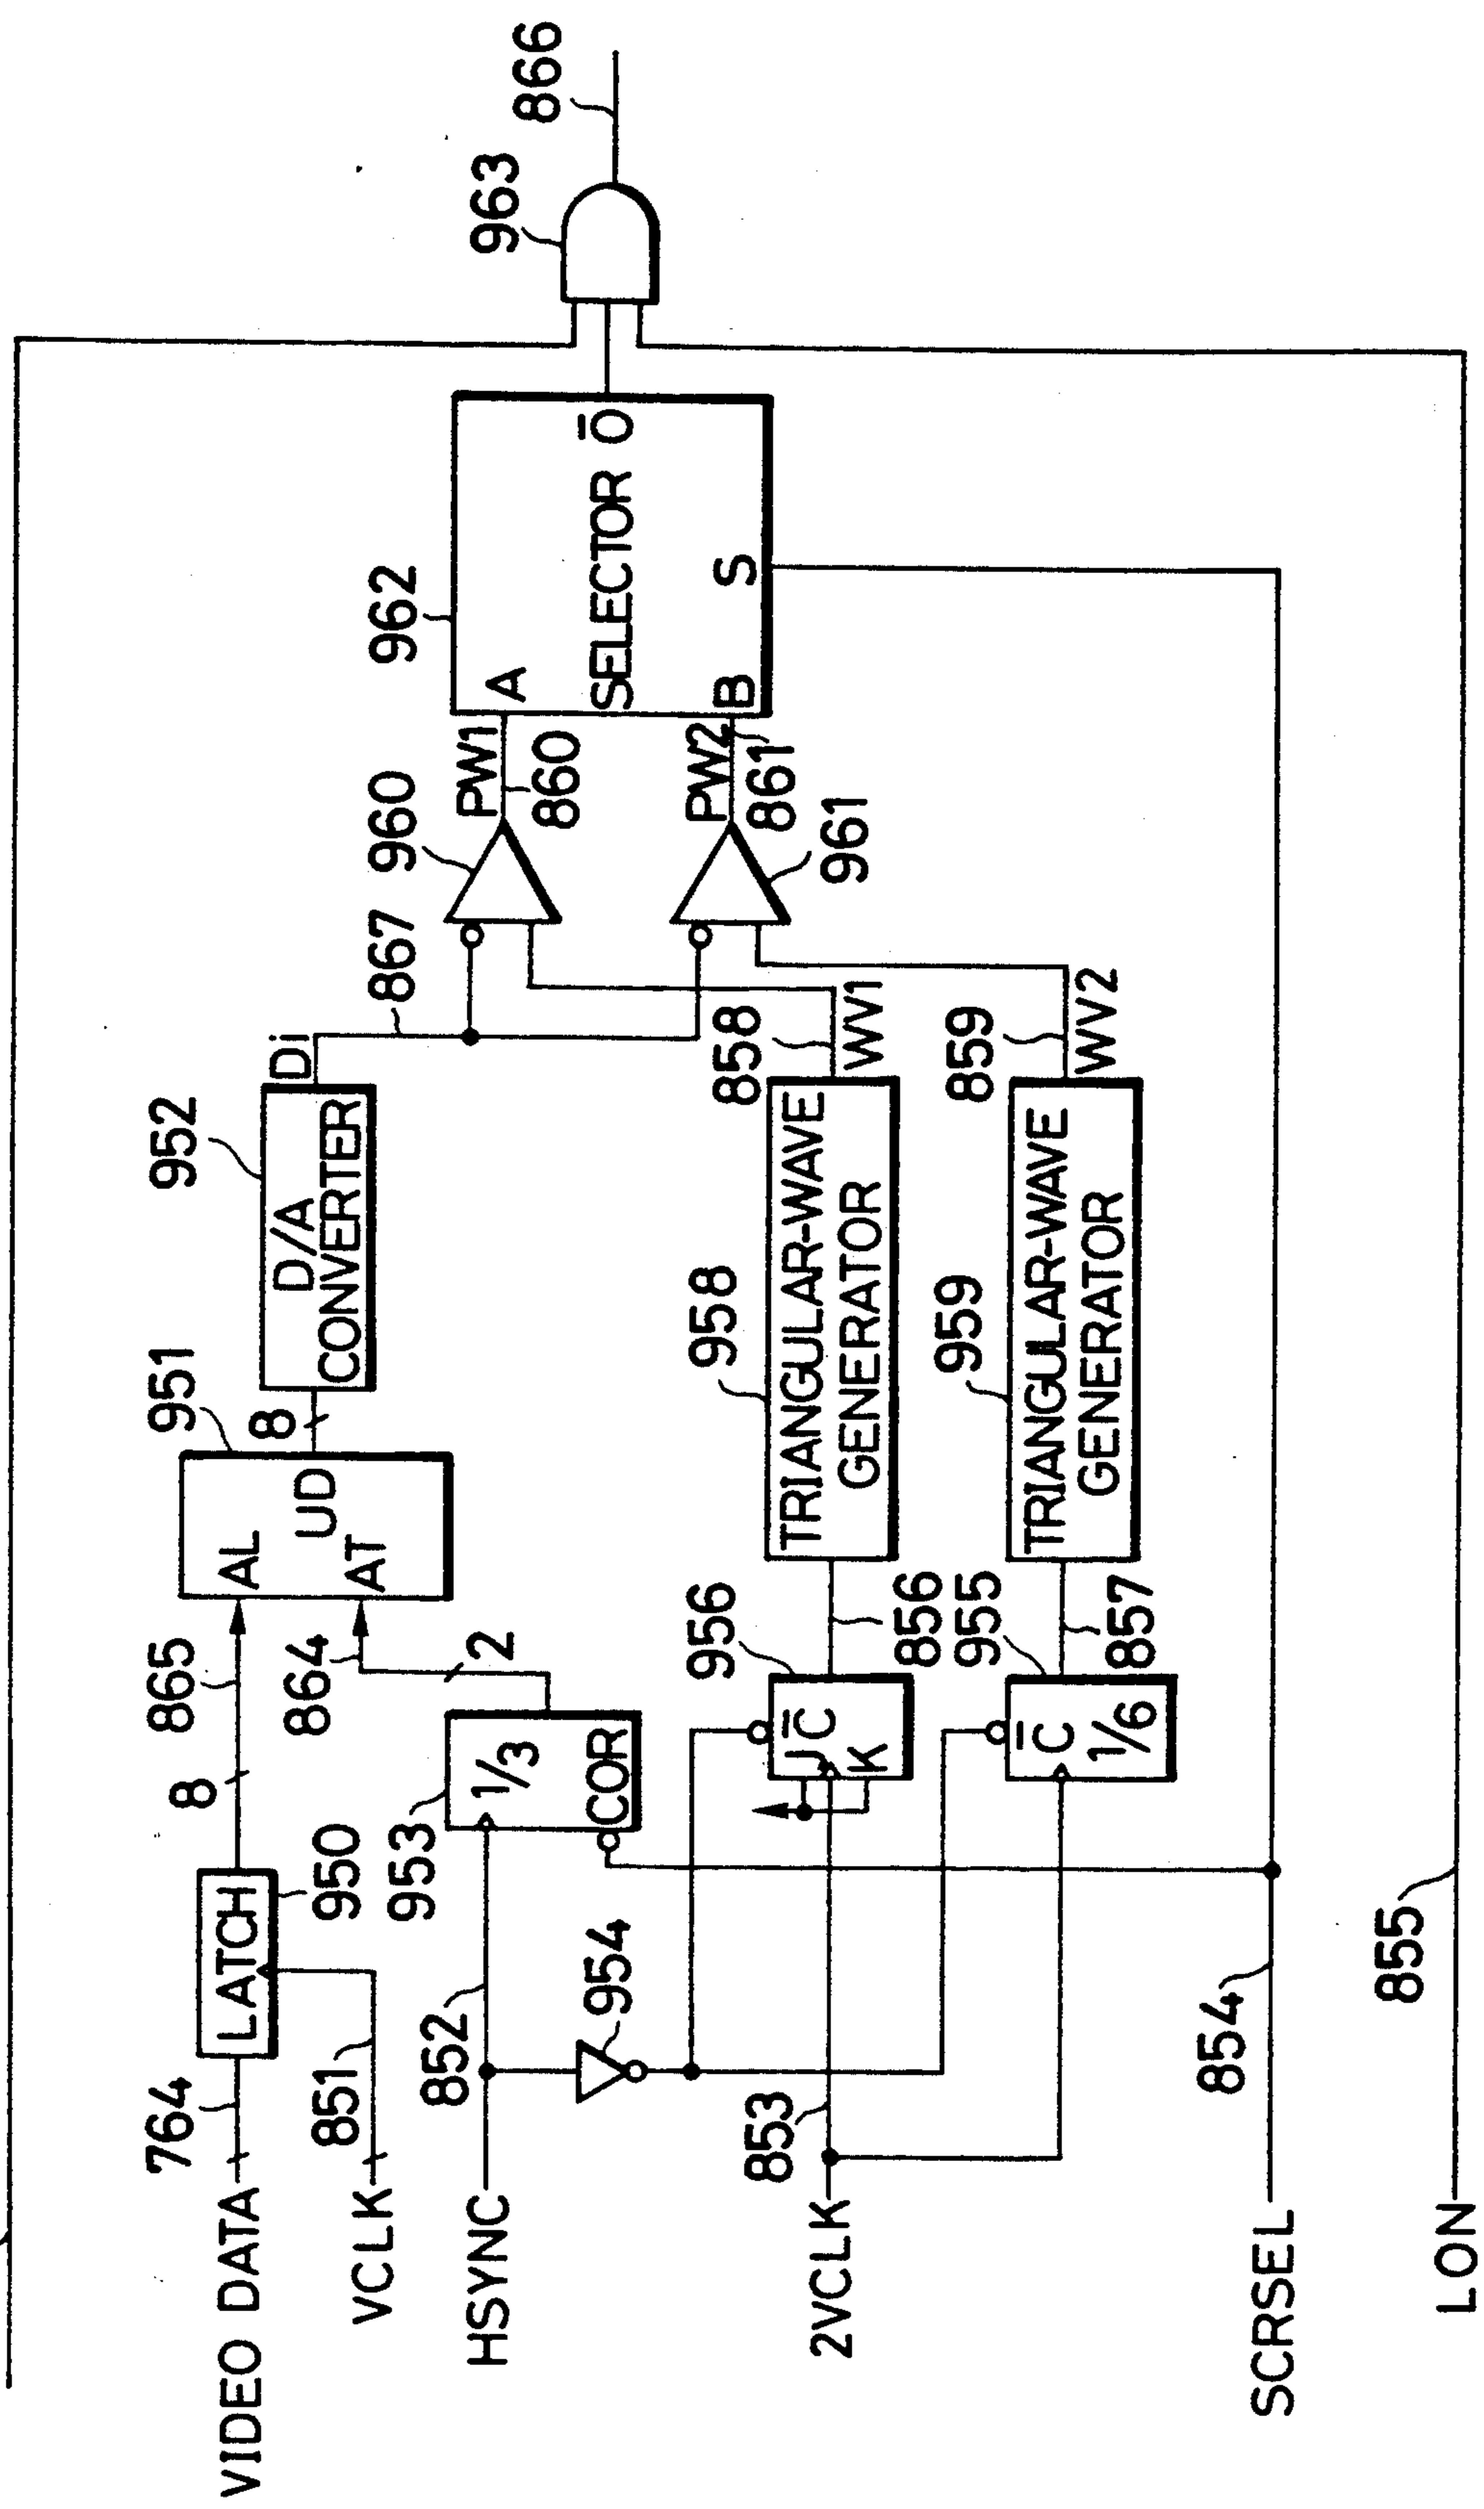 866
963
962
A
SELECTOR Ō
B
S
PW1
860
960
PW2
861
961
867
Di
952
D/A
CONVERTER
951
8
AL
UD
AT
858
WV1
958
TRIANGULAR-WAVE
GENERATOR
859
WV2
959
TRIANGULAR-WAVE
GENERATOR
865
864
2
8
1/3
COR
953
956
J C̄
K
856
955
C̄
1/6
857
LATCH
950
764
851
852
954
853
854
855
VIDEO DATA
VCLK
HSYNC
2VCLK
SCRSEL
LON